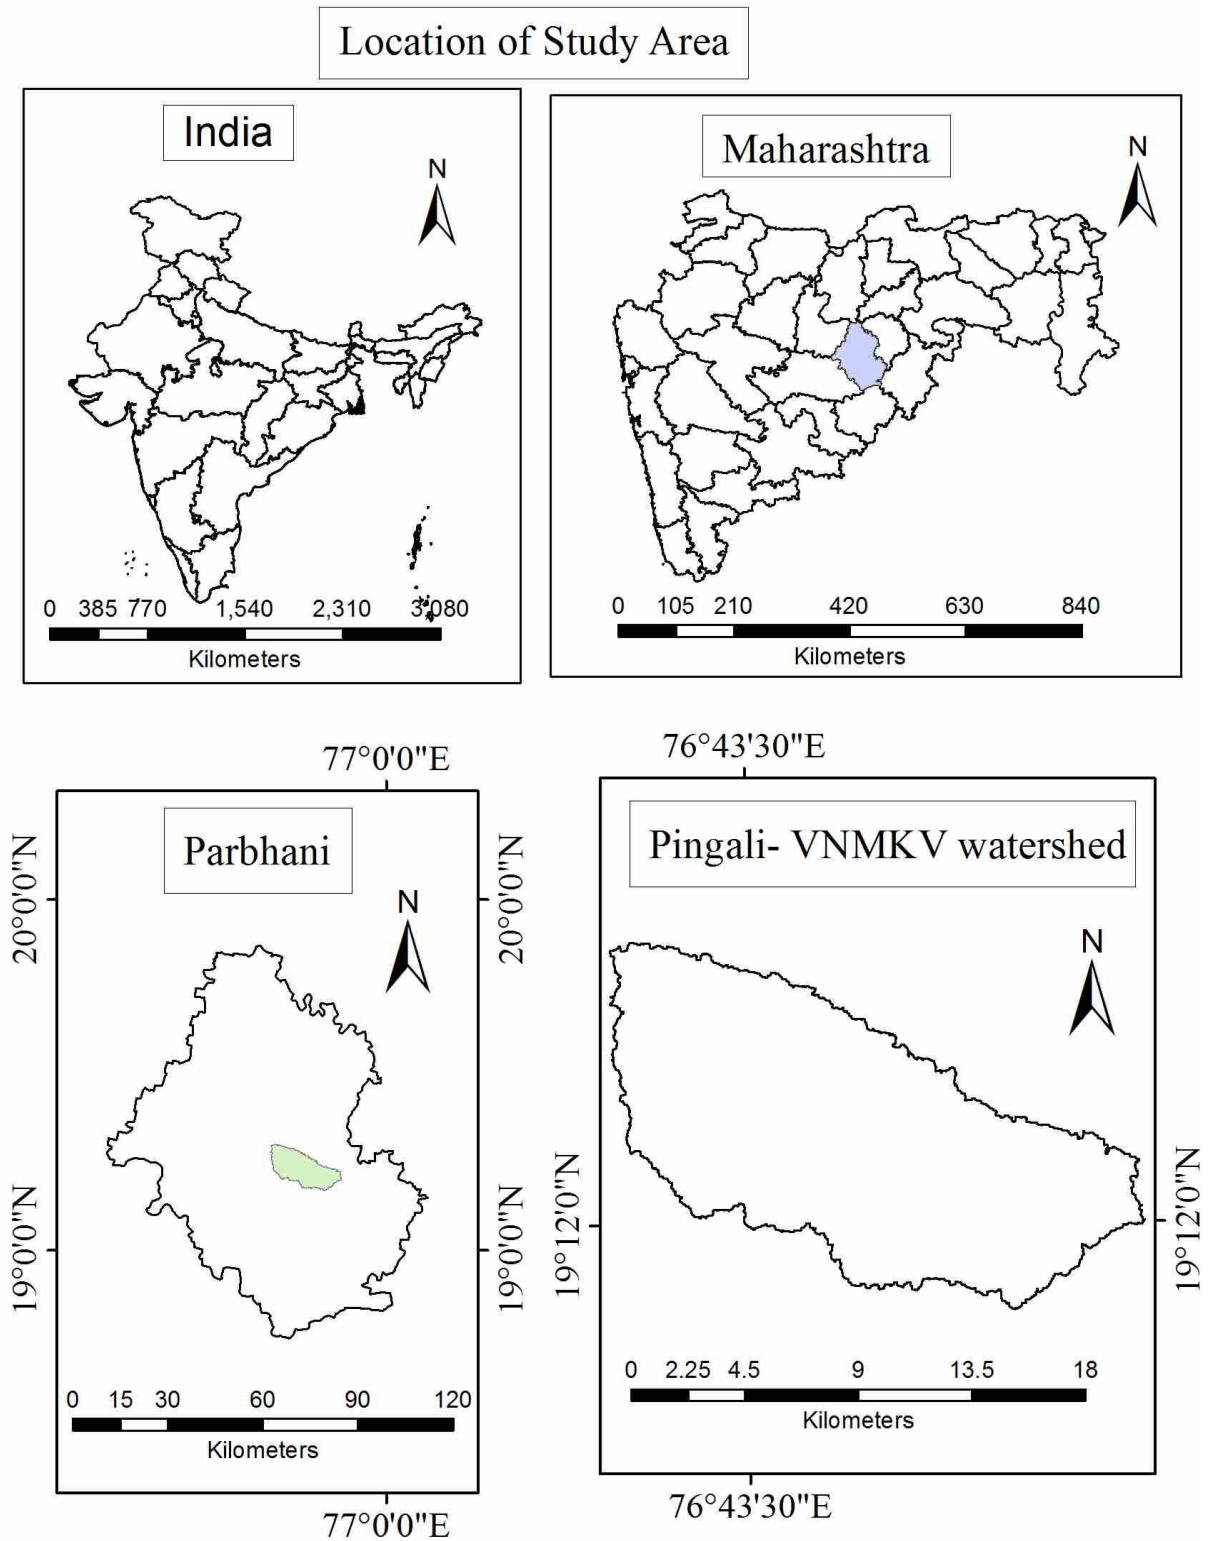 Location of Study Area
India
N
0 385 770 1,540 2,310 3,080
Kilometers
Maharashtra
N
0 105 210 420 630 840
Kilometers
77°0'0"E
Parbhani
N
20°0'0"N
20°0'0"N
19°0'0"N
19°0'0"N
0 15 30 60 90 120
Kilometers
77°0'0"E
76°43'30"E
Pingali- VNMKV watershed
N
19°12'0"N
19°12'0"N
0 2.25 4.5 9 13.5 18
Kilometers
76°43'30"E